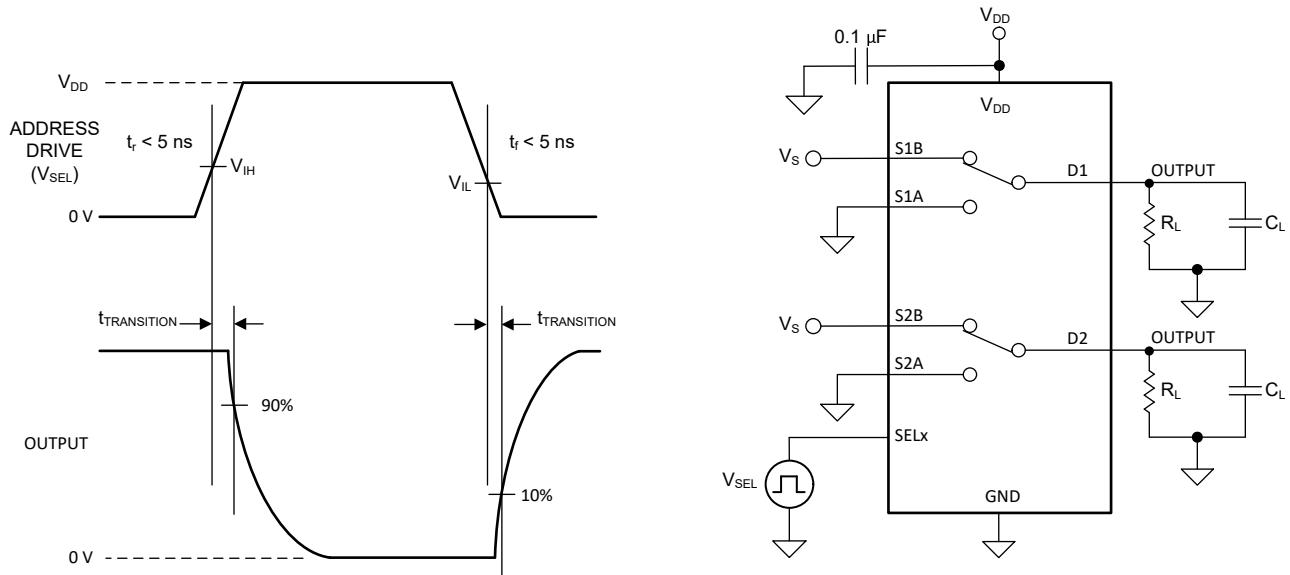 V_DD
ADDRESS
DRIVE
(V_SEL)
t_r < 5 ns
V_IH
t_f < 5 ns
V_IL
0 V
t_TRANSITION
t_TRANSITION
90%
OUTPUT
10%
0 V
V_DD
0.1 µF
V_DD
V_S
S1B
D1
OUTPUT
S1A
R_L
C_L
V_S
S2B
D2
OUTPUT
S2A
R_L
C_L
SELx
V_SEL
GND